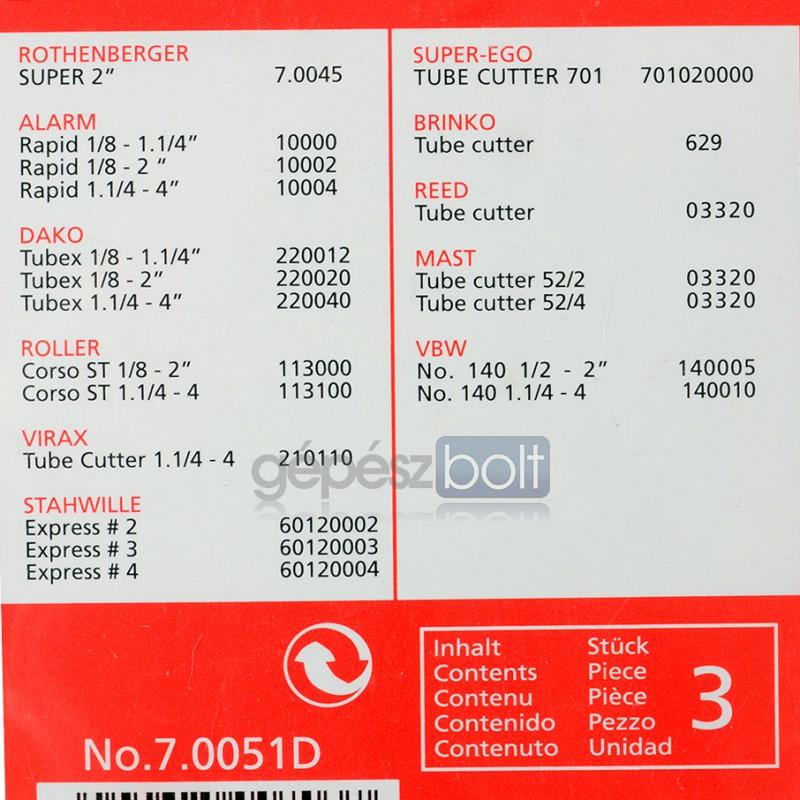 ROTHENBERGER
SUPER 2” 7.0045
ALARM
Rapid 1/8 - 1.1/4” 10000
Rapid 1/8 - 2 “ 10002
Rapid 1.1/4 - 4” 10004
DAKO
Tubex 1/8 - 1.1/4” 220012
Tubex 1/8 - 2” 220020
Tubex 1.1/4 - 4” 220040
ROLLER
Corso ST 1/8 - 2” 113000
Corso ST 1.1/4 - 4 113100
VIRAX
Tube Cutter 1.1/4 - 4 210110
STAHWILLE
Express # 2 60120002
Express # 3 60120003
Express # 4 60120004
SUPER-EGO
TUBE CUTTER 701 701020000
BRINKO
Tube cutter 629
REED
Tube cutter 03320
MAST
Tube cutter 52/2 03320
Tube cutter 52/4 03320
VBW
No. 140 1/2 - 2” 140005
No. 140 1.1/4 - 4 140010
gépész bolt
No.7.0051D
Inhalt Stück
Contents Piece
Contenu Pièce
Contenido Pezzo
Contenuto Unidad
3